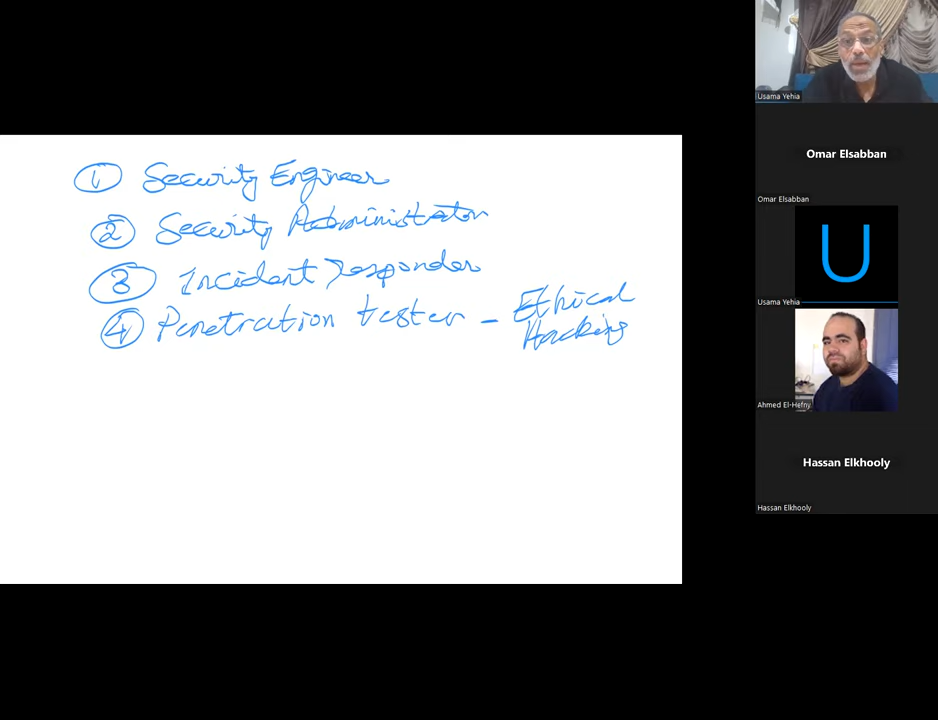 ① Security Engineer
② Security Administrator
③ Incident Responder
④ Penetration tester - Ethical
Hacking
Usama Yehia
Omar Elsabban
Omar Elsabban
U
Usama Yehia
Ahmed El-Hefny
Hassan Elkhooly
Hassan Elkhooly